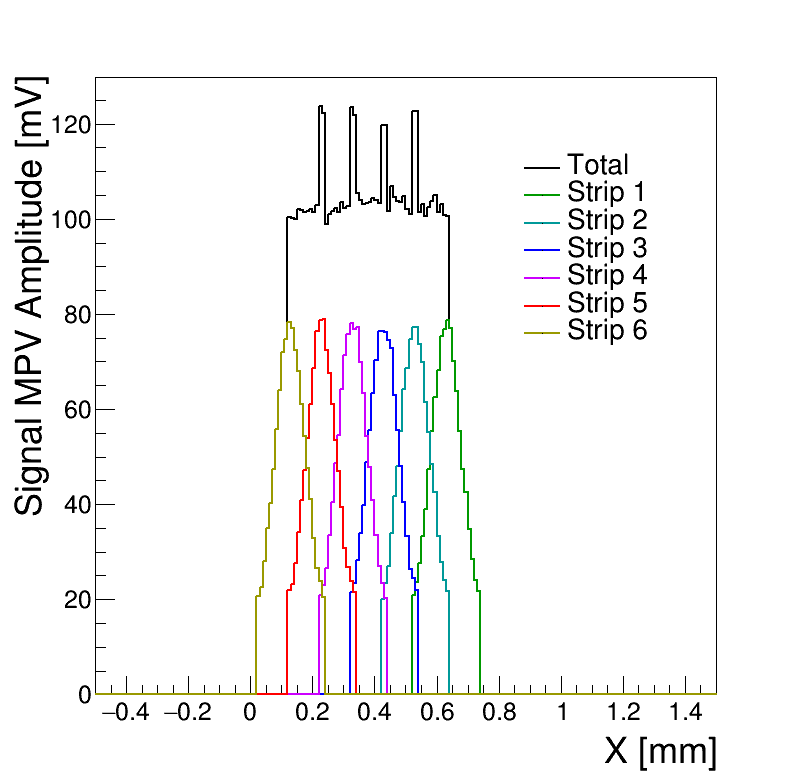 Signal MPV Amplitude [mV]
120
100
80
60
40
20
0
Total
Strip 1
Strip 2
Strip 3
Strip 4
Strip 5
Strip 6
−0.4 −0.2 0 0.2 0.4 0.6 0.8 1 1.2 1.4
X [mm]